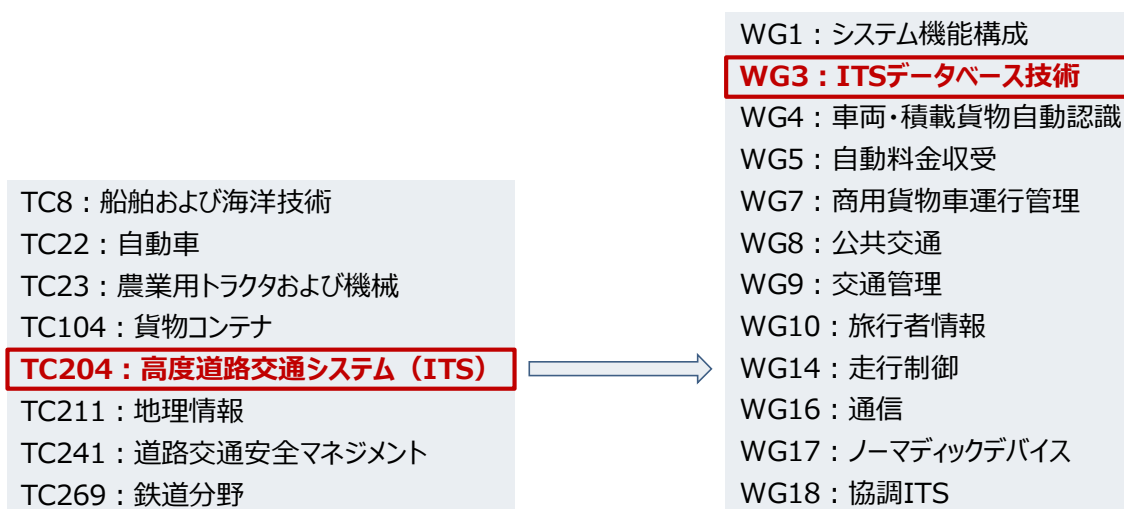 TC8：船舶および海洋技術
TC22：自動車
TC23：農業用トラクタおよび機械
TC104：貨物コンテナ
TC204：高度道路交通システム（ITS）
TC211：地理情報
TC241：道路交通安全マネジメント
TC269：鉄道分野
WG1：システム機能構成
WG3：ITSデータベース技術
WG4：車両・積載貨物自動認識
WG5：自動料金収受
WG7：商用貨物車運行管理
WG8：公共交通
WG9：交通管理
WG10：旅行者情報
WG14：走行制御
WG16：通信
WG17：ノーマディックデバイス
WG18：協調ITS